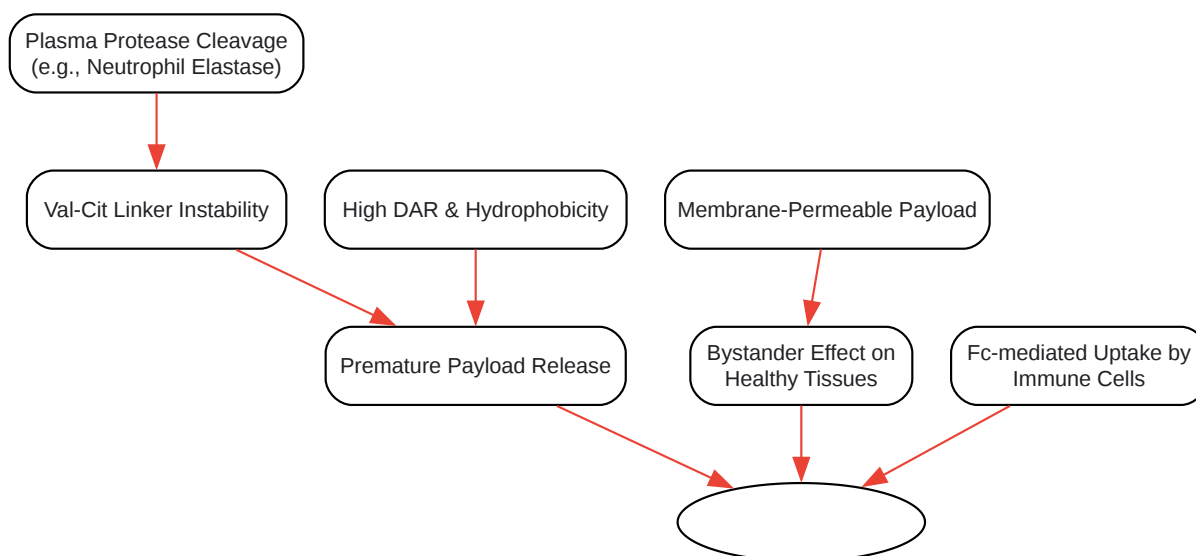 Plasma Protease Cleavage
(e.g., Neutrophil Elastase)
Val-Cit Linker Instability
High DAR & Hydrophobicity
Membrane-Permeable Payload
Premature Payload Release
Bystander Effect on
Healthy Tissues
Fc-mediated Uptake by
Immune Cells